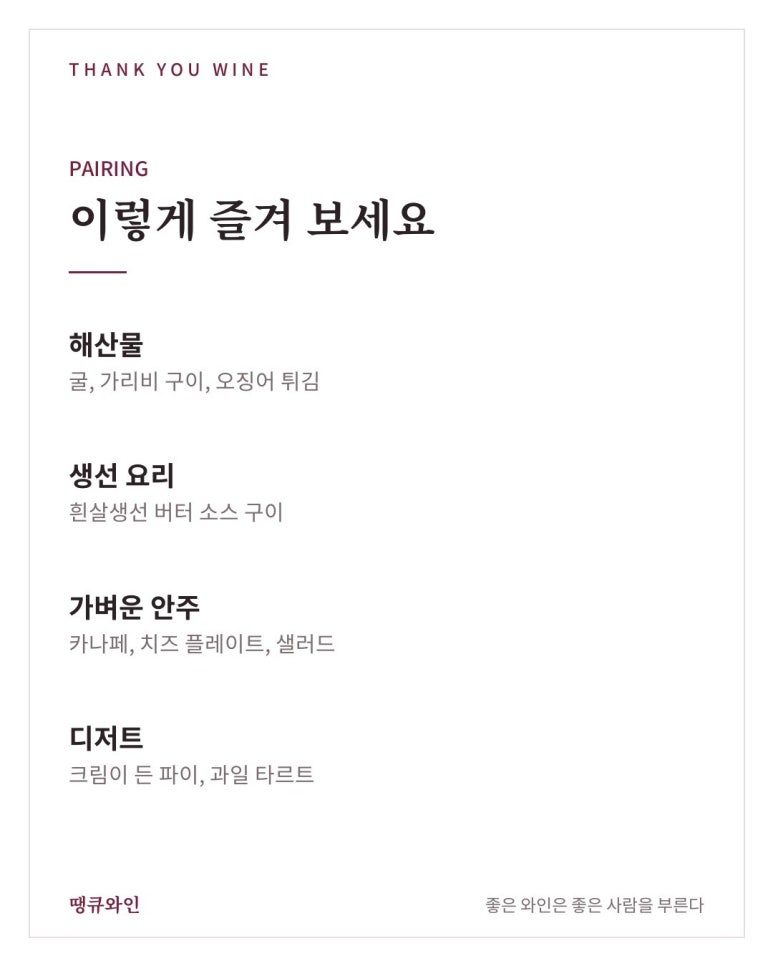 THANK YOU WINE
PAIRING
이렇게 즐겨 보세요
해산물
굴, 가리비 구이, 오징어 튀김
생선 요리
흰살생선 버터 소스 구이
가벼운 안주
카나페, 치즈 플레이트, 샐러드
디저트
크림이 든 파이, 과일 타르트
땡큐와인
좋은 와인은 좋은 사람을 부른다